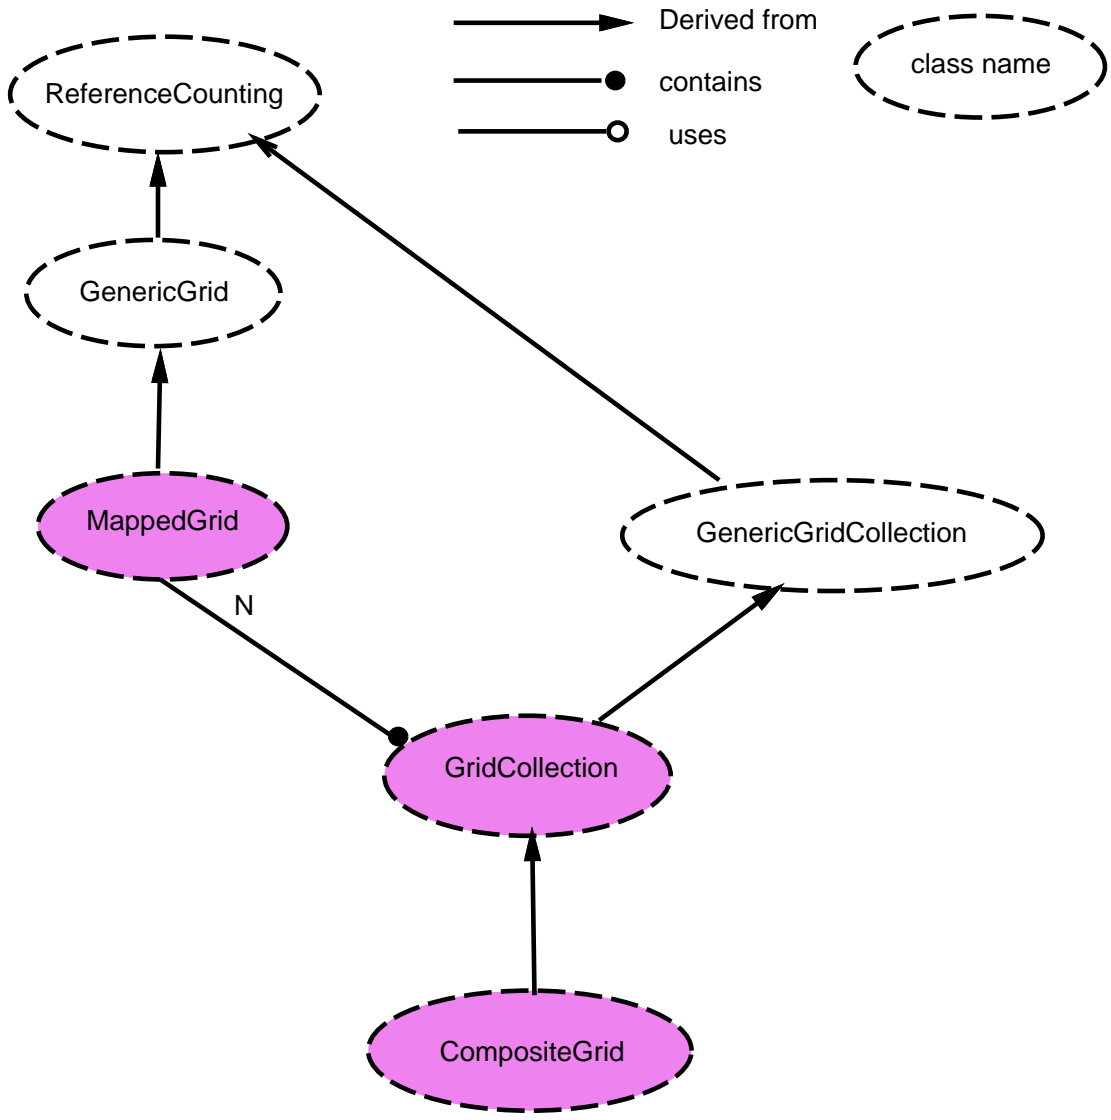 Derived from
class name
contains
uses
ReferenceCounting
GenericGrid
MappedGrid
GenericGridCollection
N
GridCollection
CompositeGrid